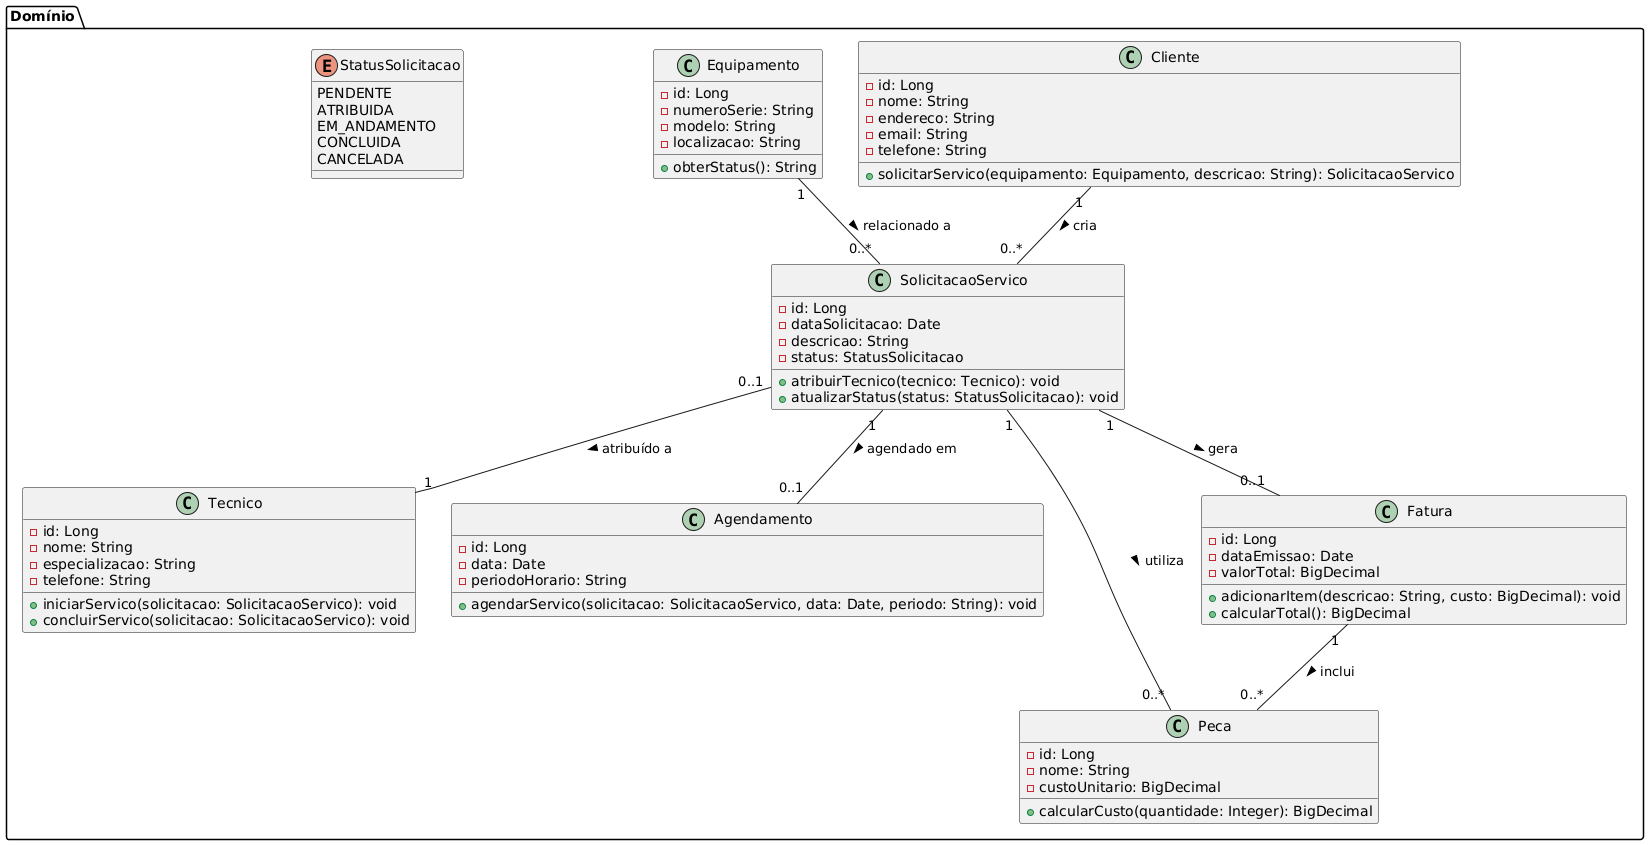 Domínio
E StatusSolicitacao
PENDENTE
ATRIBUIDA
EM_ANDAMENTO
CONCLUIDA
CANCELADA
C Equipamento
id: Long
numeroSerie: String
modelo: String
localizacao: String
obterStatus(): String
C Cliente
id: Long
nome: String
endereco: String
email: String
telefone: String
solicitarServico(equipamento: Equipamento, descricao: String): SolicitacaoServico
1
relacionado a
0..*
1
cria
0..*
C SolicitacaoServico
id: Long
dataSolicitacao: Date
descricao: String
status: StatusSolicitacao
atribuirTecnico(tecnico: Tecnico): void
atualizarStatus(status: StatusSolicitacao): void
0..1
atribuído a
1
1
agendado em
0..1
1
utiliza
0..*
1
gera
0..1
C Tecnico
id: Long
nome: String
especializacao: String
telefone: String
iniciarServico(solicitacao: SolicitacaoServico): void
concluirServico(solicitacao: SolicitacaoServico): void
C Agendamento
id: Long
data: Date
periodoHorario: String
agendarServico(solicitacao: SolicitacaoServico, data: Date, periodo: String): void
C Fatura
id: Long
dataEmissao: Date
valorTotal: BigDecimal
adicionarItem(descricao: String, custo: BigDecimal): void
calcularTotal(): BigDecimal
1
inclui
0..*
C Peca
id: Long
nome: String
custoUnitario: BigDecimal
calcularCusto(quantidade: Integer): BigDecimal